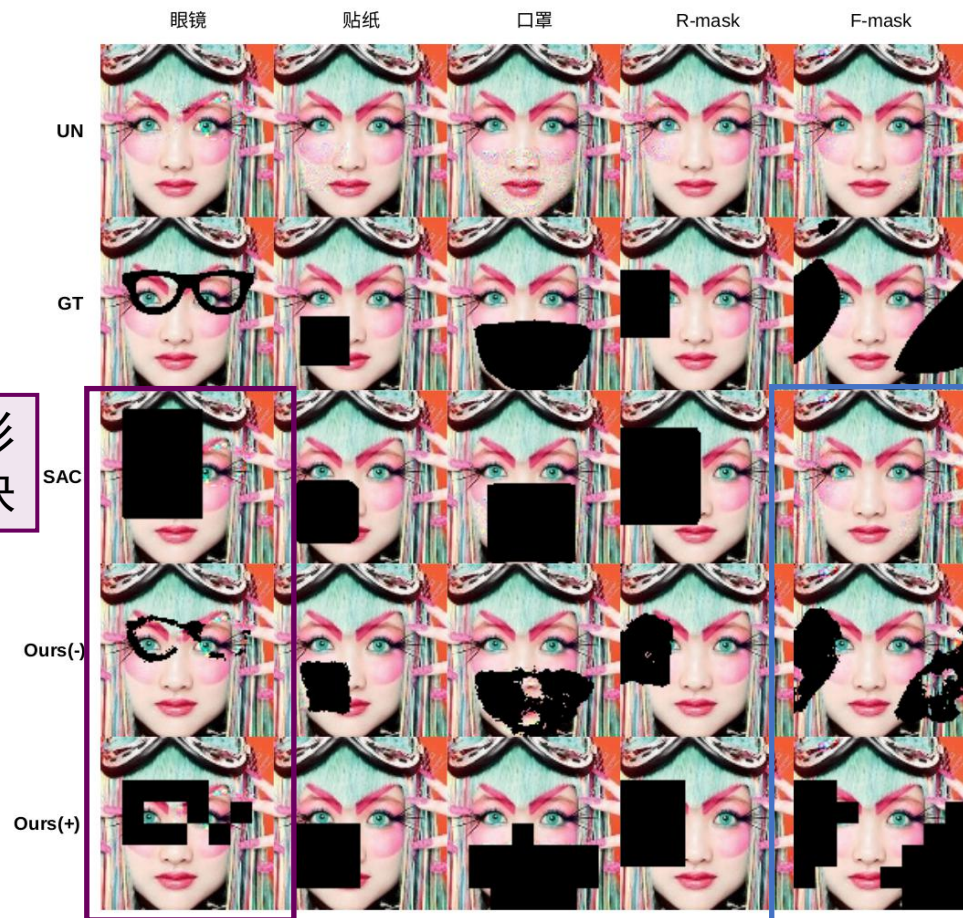 眼镜 贴纸 口罩 R-mask F-mask
UN
GT
SAC
Ours(-)
Ours(+)